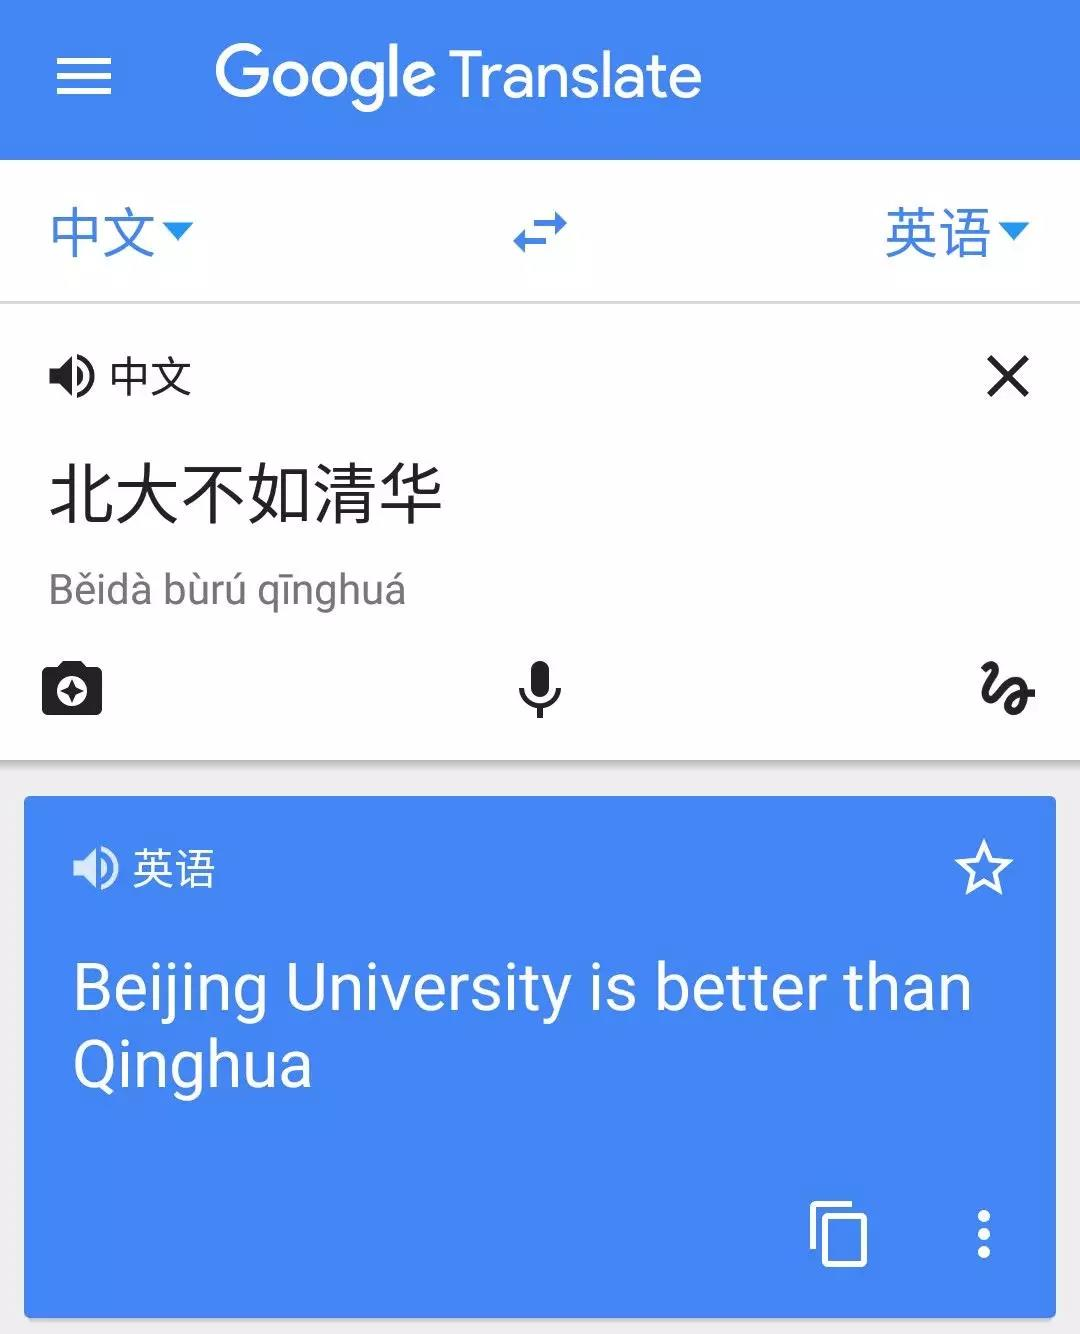 Google Translate
中文
英语
中文
北大不如清华
Běidà bùrú qīnghuá
英语
Beijing University is better than
Qinghua